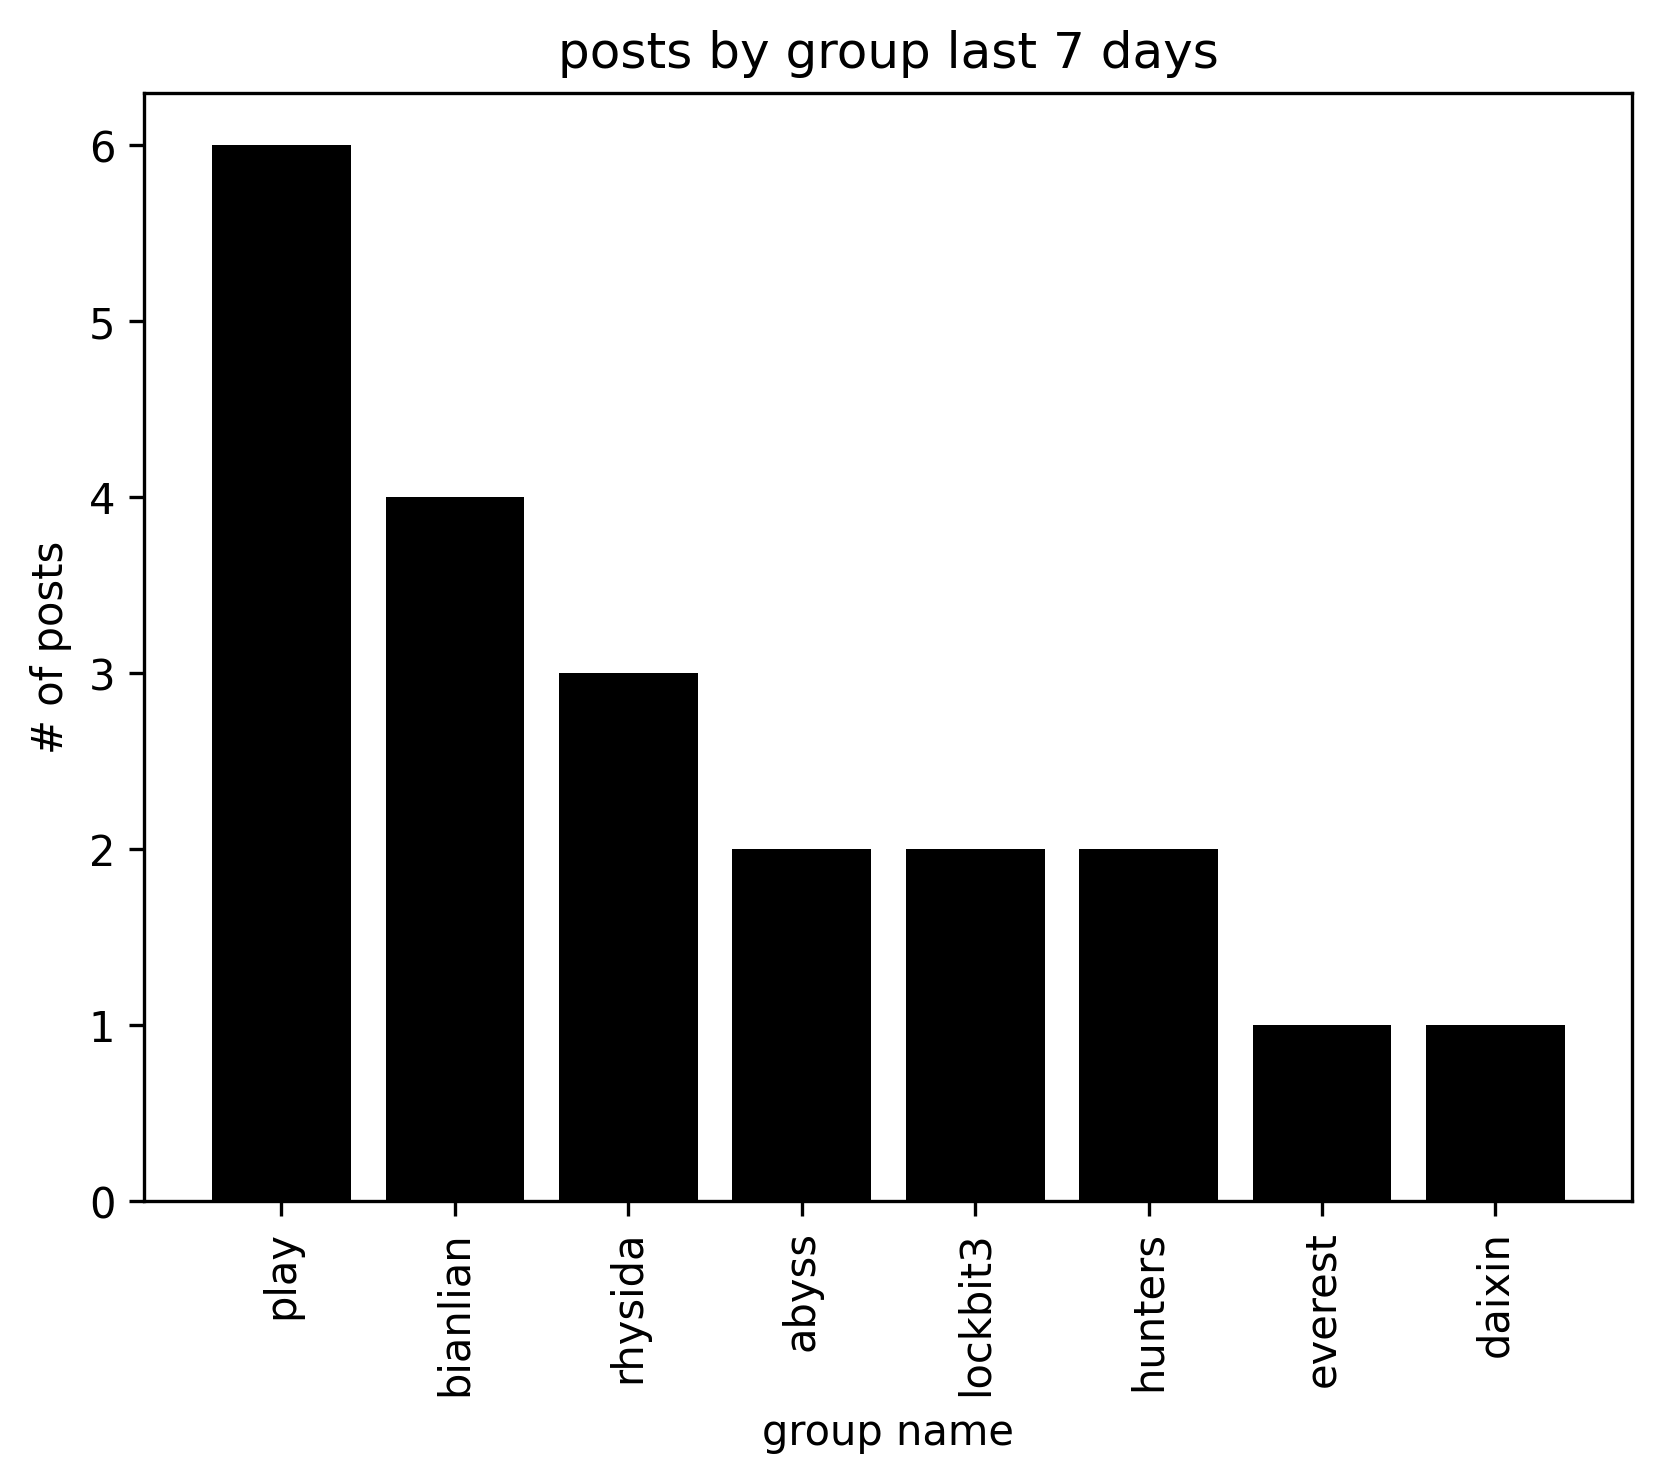 posts by group last 7 days
6
5
4
3
2
1
0
# of posts
play
bianlian
rhysida
abyss
lockbit3
hunters
everest
daixin
group name